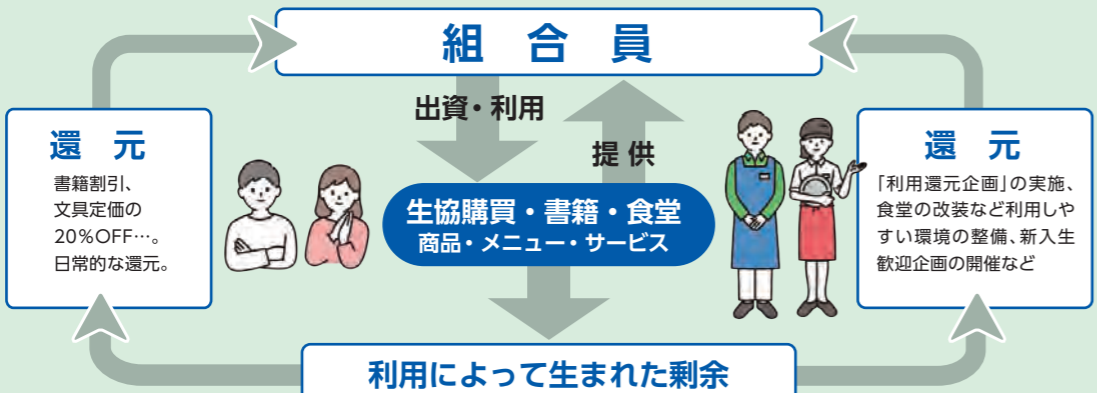 組合員
出資・利用
提供
還元
書籍割引、
文具定価の
20%OFF…。
日常的な還元。
生協購買・書籍・食堂
商品・メニュー・サービス
還元
「利用還元企画」の実施、
食堂の改装など利用しや
すい環境の整備、新入生
歓迎企画の開催など
利用によって生まれた剰余